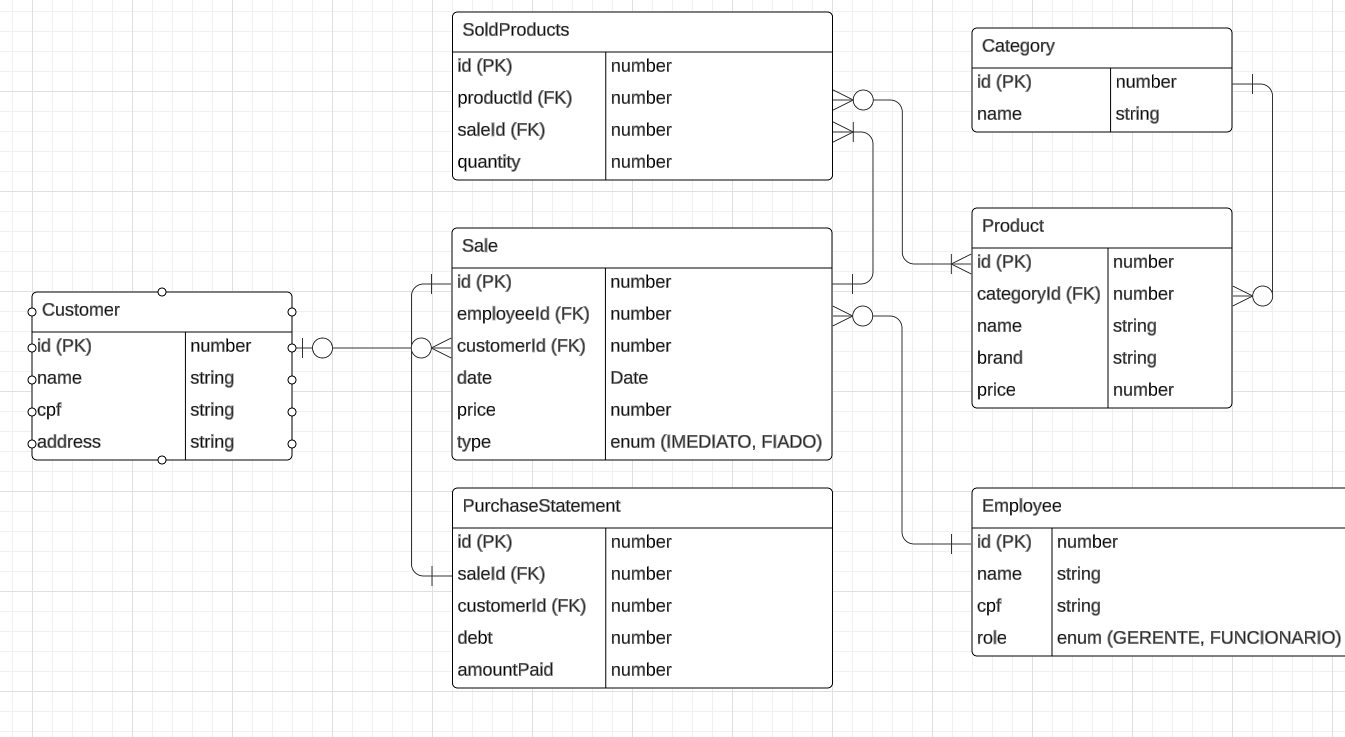 SoldProducts
id (PK) number
productId (FK) number
saleId (FK) number
quantity number
Category
id (PK) number
name string
Sale
id (PK) number
employeeId (FK) number
customerId (FK) number
date Date
price number
type enum (IMEDIATO, FIADO)
Product
id (PK) number
categoryId (FK) number
name string
brand string
price number
Customer
id (PK) number
name string
cpf string
address string
PurchaseStatement
id (PK) number
saleId (FK) number
customerId (FK) number
debt number
amountPaid number
Employee
id (PK) number
name string
cpf string
role enum (GERENTE, FUNCIONARIO)